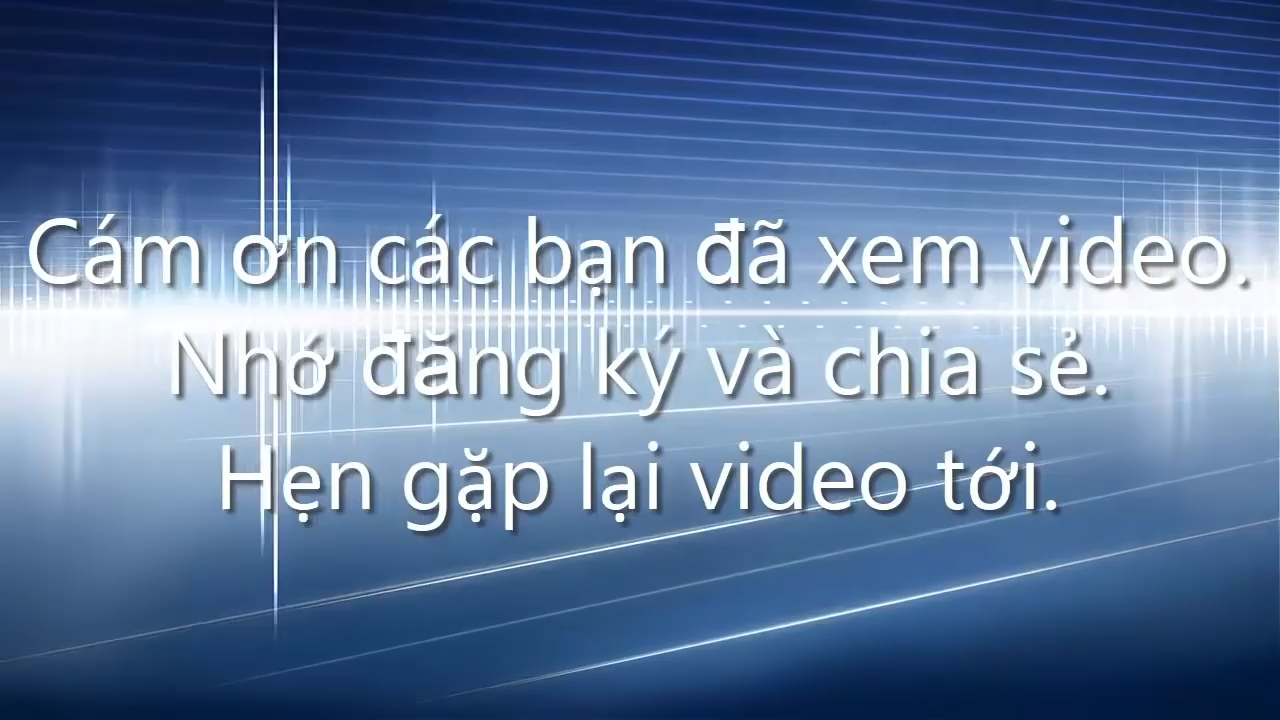 Cám ơn các bạn đã xem video.
Nhớ đăng ký và chia sẻ.
Hẹn gặp lại video tới.